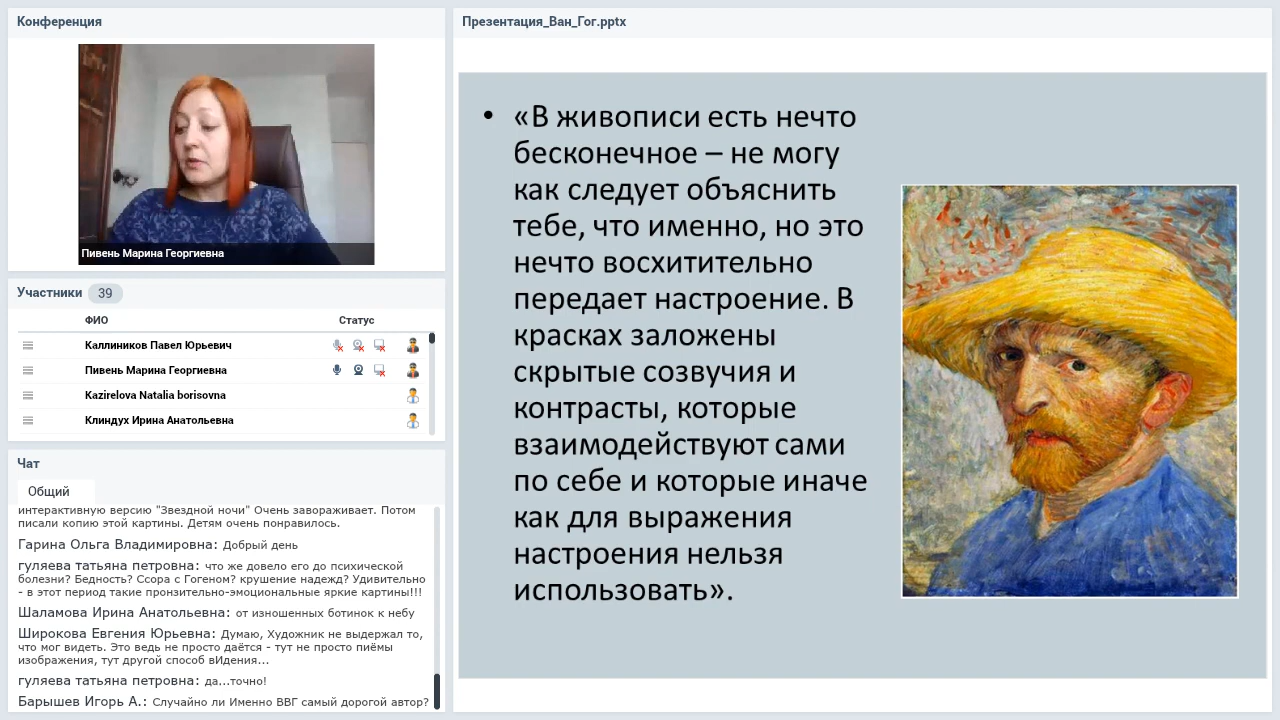 Конференция
Пивень Марина Георгиевна
Участники 39
ФИО Статус
Каллиников Павел Юрьевич
Пивень Марина Георгиевна
Kazirelova Natalia borisovna
Клиндух Ирина Анатольевна
Чат
Общий
интерактивную версию "Звездной ночи" Очень завораживает. Потом
писали копию этой картины. Детям очень понравилось.
Гарина Ольга Владимировна: Добрый день
гуляева татьяна петровна: что же довело его до психической
болезни? Бедность? Ссора с Гогеном? крушение надежд? Удивительно
- в этот период такие пронзительно-эмоциональные яркие картины!!!
Шаламова Ирина Анатольевна: от изношенных ботинок к небу
Широкова Евгения Юрьевна: Думаю, Художник не выдержал то,
что мог видеть. Это ведь не просто даётся - тут не просто пиёмы
изображения, тут другой способ вИдения...
гуляева татьяна петровна: да...точно!
Барышев Игорь А.: Случайно ли Именно ВВГ самый дорогой автор?
Презентация_Ван_Гог.pptx
• «В живописи есть нечто
бесконечное – не могу
как следует объяснить
тебе, что именно, но это
нечто восхитительно
передает настроение. В
красках заложены
скрытые созвучия и
контрасты, которые
взаимодействуют сами
по себе и которые иначе
как для выражения
настроения нельзя
использовать».